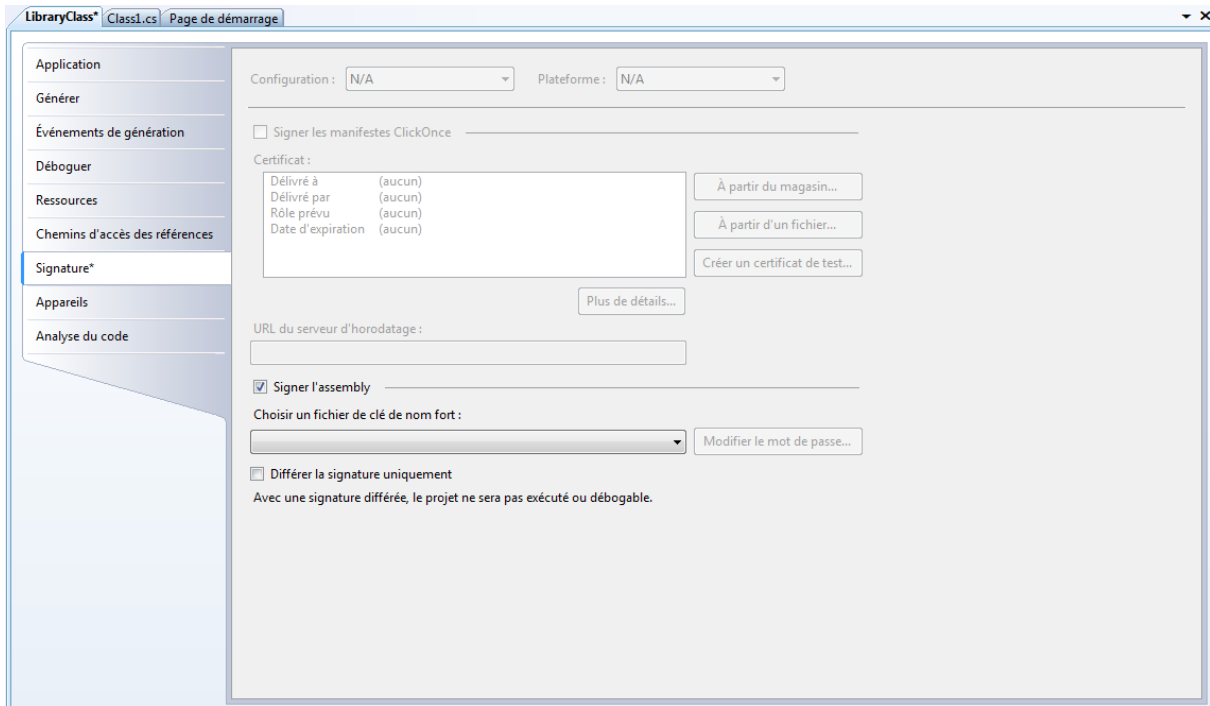 LibraryClass* Class1.cs Page de démarrage
Application
Générer
Événements de génération
Déboguer
Ressources
Chemins d'accès des références
Signature*
Appareils
Analyse du code
Configuration : N/A Plateforme : N/A
Signer les manifestes ClickOnce
Certificat :
Délivré à (aucun)
Délivré par (aucun)
Rôle prévu (aucun)
Date d'expiration (aucun)
À partir du magasin...
À partir d'un fichier...
Créer un certificat de test...
Plus de détails...
URL du serveur d'horodatage :
Signer l'assembly
Choisir un fichier de clé de nom fort :
Modifier le mot de passe...
Différer la signature uniquement
Avec une signature différée, le projet ne sera pas exécuté ou débogable.